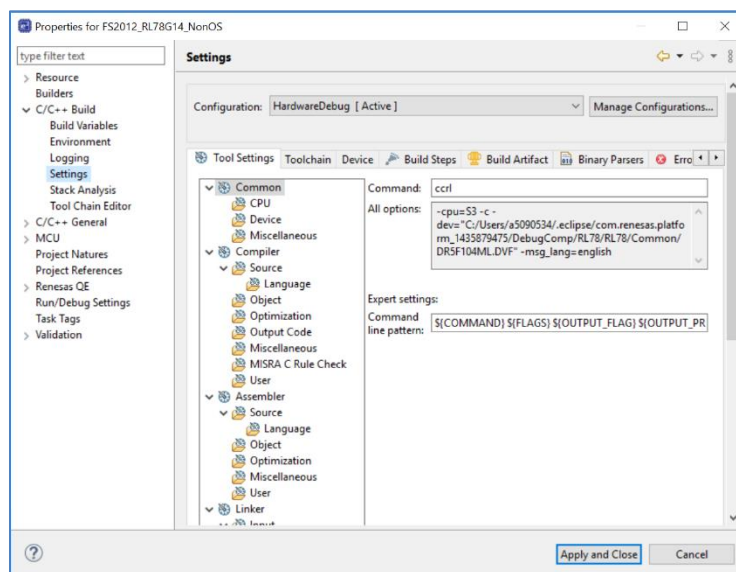 Properties for FS2012_RL78G14_NonOS
type filter text
Resource
Builders
C/C++ Build
Build Variables
Environment
Logging
Settings
Stack Analysis
Tool Chain Editor
C/C++ General
MCU
Project Natures
Project References
Renesas QE
Run/Debug Settings
Task Tags
Validation
Settings
Configuration: HardwareDebug [ Active ]
Manage Configurations...
Tool Settings Toolchain Device Build Steps Build Artifact Binary Parsers Erro
Common
CPU
Device
Miscellaneous
Compiler
Source
Language
Object
Optimization
Output Code
Miscellaneous
MISRA C Rule Check
User
Assembler
Source
Language
Object
Optimization
Miscellaneous
User
Linker
Input
Command: ccrl
All options: -cpu=S3 -c -
dev="C:/Users/a5090534/.eclipse/com.renesas.platfo
rm_1435879475/DebugComp/RL78/RL78/Common/
DR5F104ML.DVF" -msg_lang=english
Expert settings:
Command
line pattern: ${COMMAND} ${FLAGS} ${OUTPUT_FLAG} ${OUTPUT_PR
?
Apply and Close Cancel